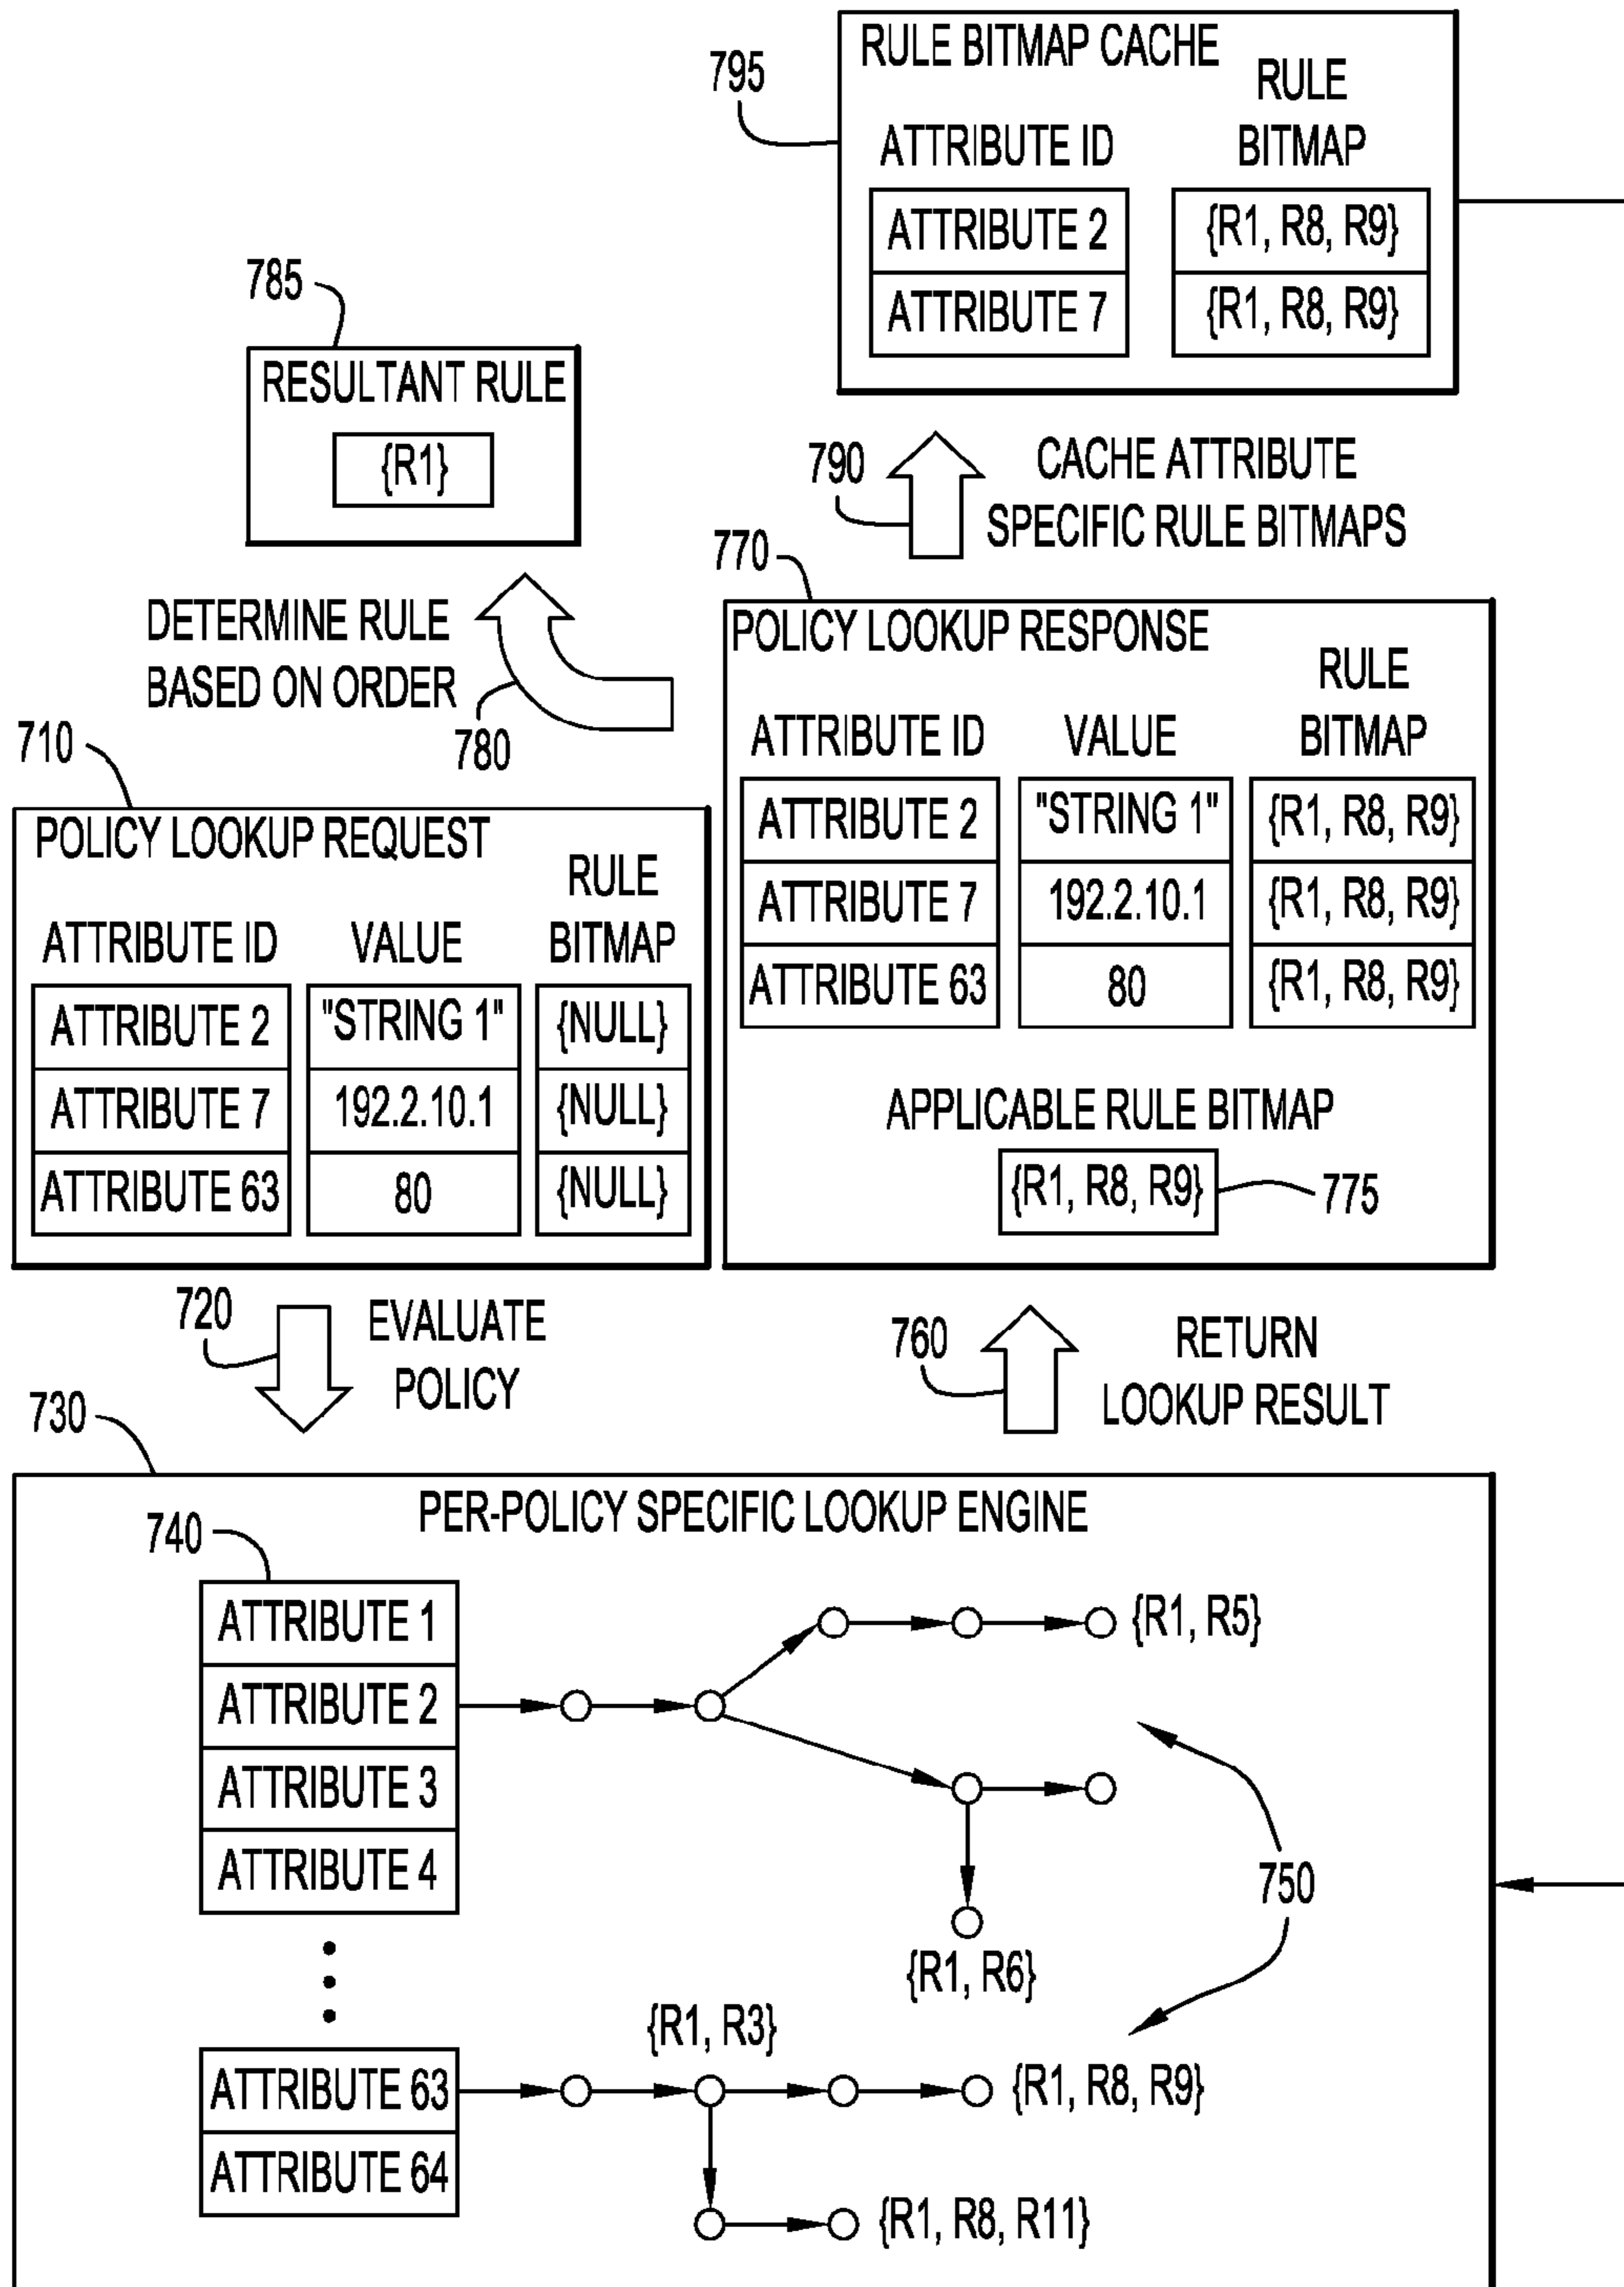 795
RULE BITMAP CACHE
RULE
ATTRIBUTE ID BITMAP
ATTRIBUTE 2 {R1, R8, R9}
ATTRIBUTE 7 {R1, R8, R9}
785
RESULTANT RULE
{R1}
790
CACHE ATTRIBUTE
SPECIFIC RULE BITMAPS
DETERMINE RULE
BASED ON ORDER
780
770
POLICY LOOKUP RESPONSE
RULE
ATTRIBUTE ID VALUE BITMAP
ATTRIBUTE 2 "STRING 1" {R1, R8, R9}
ATTRIBUTE 7 192.2.10.1 {R1, R8, R9}
ATTRIBUTE 63 80 {R1, R8, R9}
APPLICABLE RULE BITMAP
{R1, R8, R9} 775
710
POLICY LOOKUP REQUEST
RULE
ATTRIBUTE ID VALUE BITMAP
ATTRIBUTE 2 "STRING 1" {NULL}
ATTRIBUTE 7 192.2.10.1 {NULL}
ATTRIBUTE 63 80 {NULL}
720
EVALUATE
POLICY
760
RETURN
LOOKUP RESULT
730
PER-POLICY SPECIFIC LOOKUP ENGINE
740
ATTRIBUTE 1 {R1, R5}
ATTRIBUTE 2
ATTRIBUTE 3
ATTRIBUTE 4
750
{R1, R6}
{R1, R3}
ATTRIBUTE 63 {R1, R8, R9}
ATTRIBUTE 64
{R1, R8, R11}